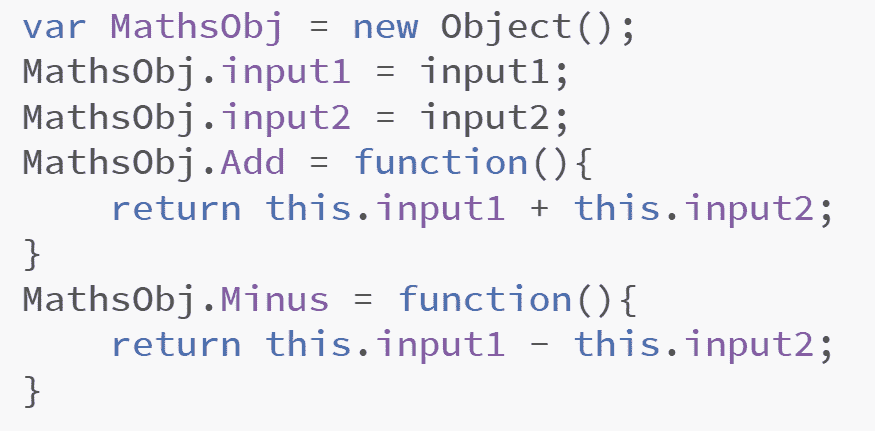 var MathsObj = new Object();
MathsObj.input1 = input1;
MathsObj.input2 = input2;
MathsObj.Add = function(){
    return this.input1 + this.input2;
}
MathsObj.Minus = function(){
    return this.input1 - this.input2;
}